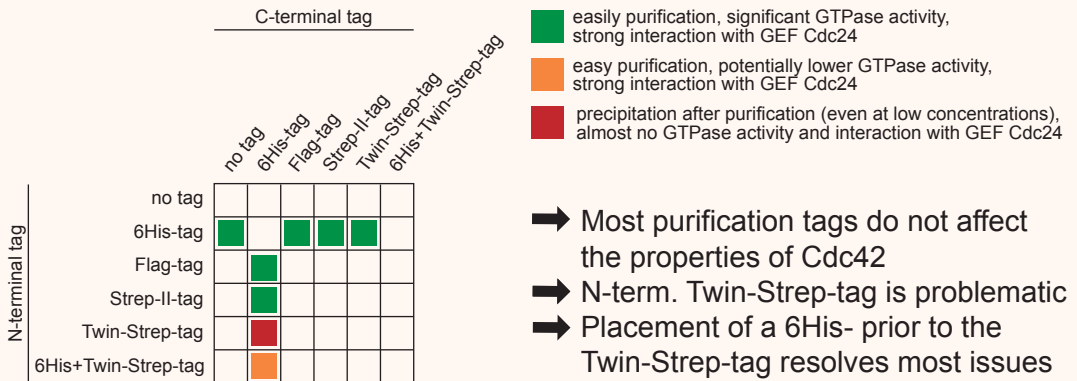 C-terminal tag
no tag
6His-tag
Flag-tag
Strep-II-tag
Twin-Strep-tag
6His+Twin-Strep-tag
N-terminal tag
no tag
6His-tag
Flag-tag
Strep-II-tag
Twin-Strep-tag
6His+Twin-Strep-tag
easily purification, significant GTPase activity,
strong interaction with GEF Cdc24
easy purification, potentially lower GTPase activity,
strong interaction with GEF Cdc24
precipitation after purification (even at low concentrations),
almost no GTPase activity and interaction with GEF Cdc24
Most purification tags do not affect
the properties of Cdc42
N-term. Twin-Strep-tag is problematic
Placement of a 6His- prior to the
Twin-Strep-tag resolves most issues